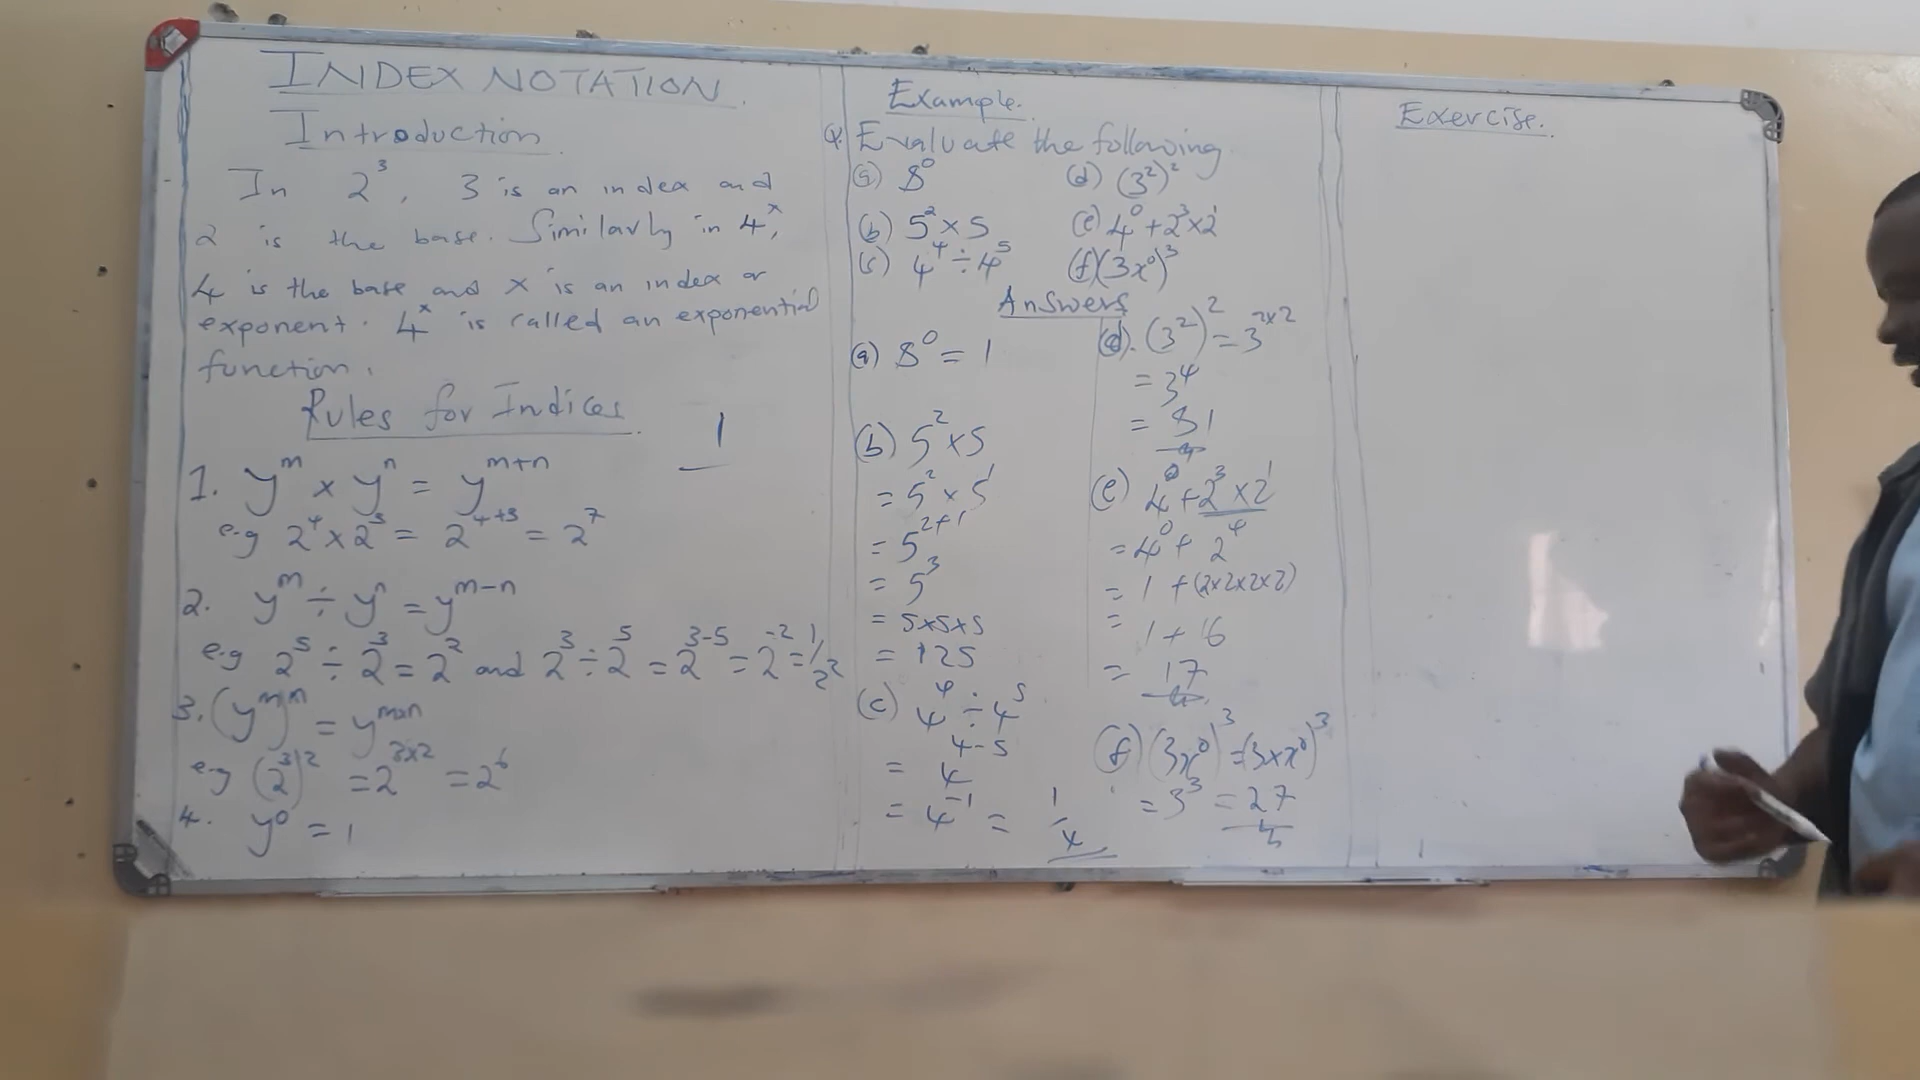 INDEX NOTATION
Introduction
In 2³, 3 is an index and
2 is the base. Similarly in 4ˣ,
4 is the base and x is an index or
exponent. 4ˣ is called an exponential
function.
Rules for Indices
1
1. yᵐ × yⁿ = yᵐ⁺ⁿ
e.g 2⁴ × 2³ = 2⁴⁺³ = 2⁷
2. yᵐ ÷ yⁿ = yᵐ⁻ⁿ
e.g 2⁵ ÷ 2³ = 2² and 2³ ÷ 2⁵ = 2³⁻⁵ = 2⁻² = 1/2²
3. (yᵐ)ⁿ = yᵐˣⁿ
e.g (2³)² = 2³ˣ² = 2⁶
4. y⁰ = 1
Example.
Q. Evaluate the following
(a) 8⁰
(d) (3²)²
(b) 5² × 5
(e) 4⁰ + 2³ × 2¹
(c) 4⁴ ÷ 4⁵
(f) (3x⁰)³
Answers
(a) 8⁰ = 1
(b) 5² × 5
= 5² × 5¹
= 5²⁺¹
= 5³
= 5×5×5
= 125
(c) 4⁴ ÷ 4⁵
= 4⁴⁻⁵
= 4⁻¹ = 1/4
(d). (3²)² = 3²ˣ²
= 3⁴
= 81
(e) 4⁰ + 2³ × 2¹
= 4⁰ + 2⁴
= 1 + (2×2×2×2)
= 1 + 16
= 17
(f) (3x⁰)³ = (3×x⁰)³
= 3³ = 27
Exercise.